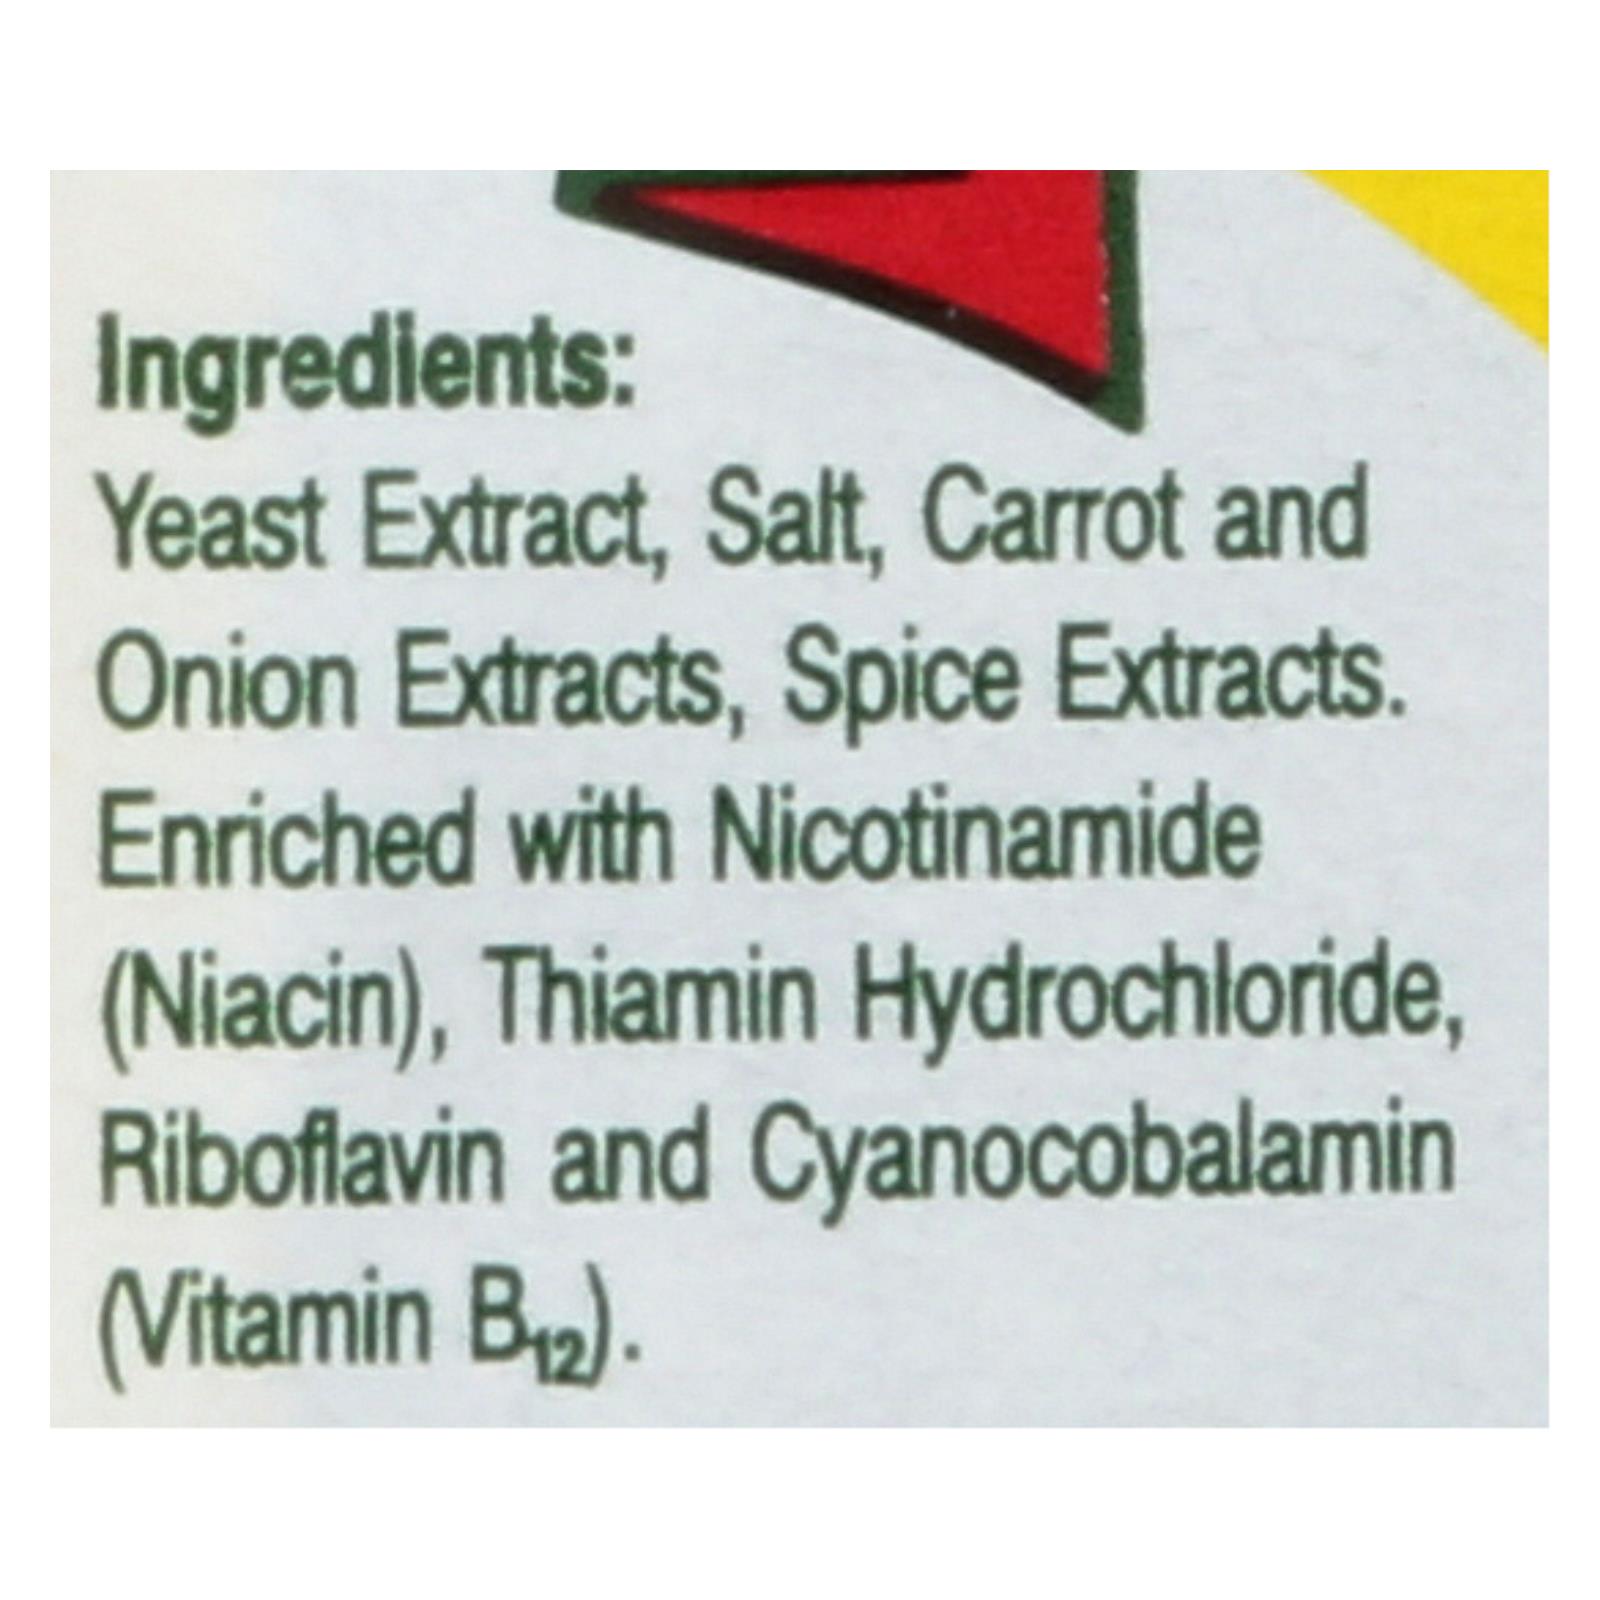 Ingredients:
Yeast Extract, Salt, Carrot and
Onion Extracts, Spice Extracts.
Enriched with Nicotinamide
(Niacin), Thiamin Hydrochloride,
Riboflavin and Cyanocobalamin
(Vitamin B₁₂).